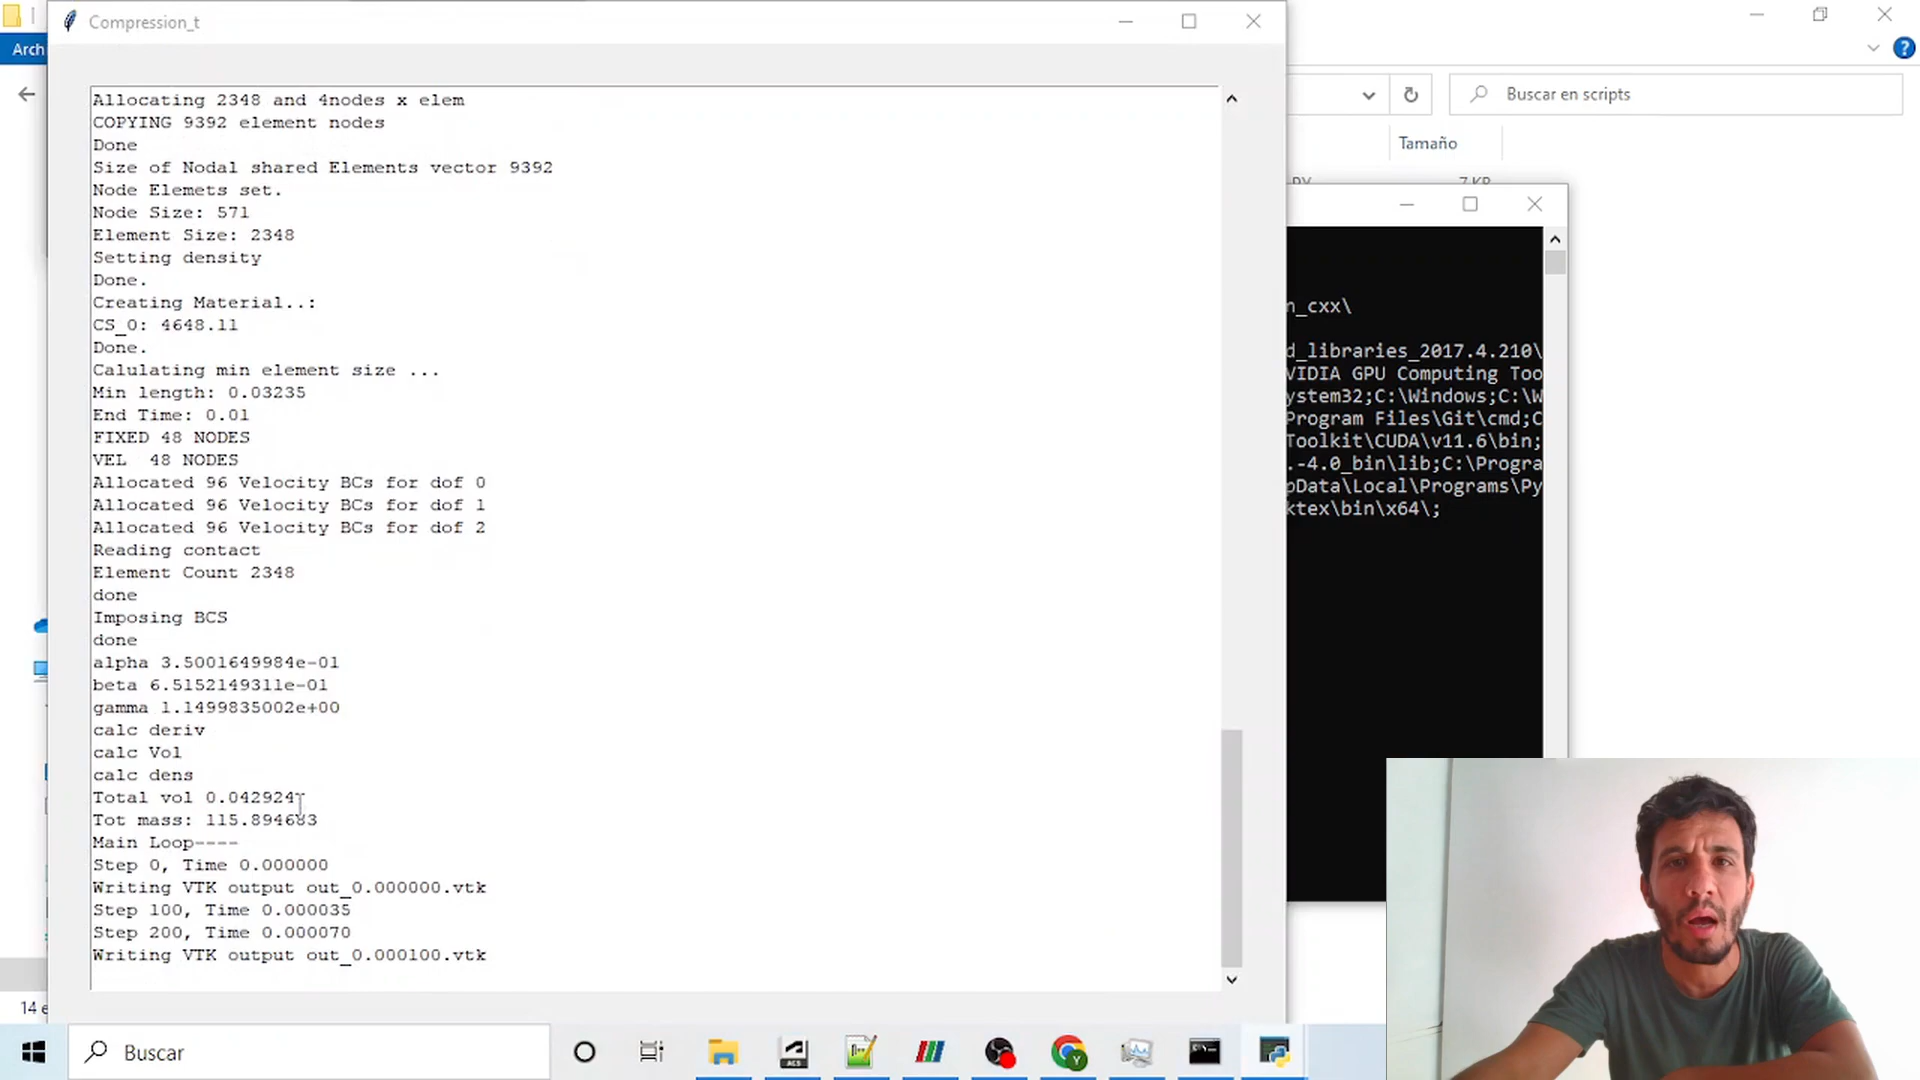 Compression_t
Archi
Allocating 2348 and 4nodes x elem
COPYING 9392 element nodes
Done
Size of Nodal shared Elements vector 9392
Node Elemets set.
Node Size: 571
Element Size: 2348
Setting density
Done.
Creating Material..:
CS_0: 4648.11
Done.
Calulating min element size ...
Min length: 0.03235
End Time: 0.01
FIXED 48 NODES
VEL  48 NODES
Allocated 96 Velocity BCs for dof 0
Allocated 96 Velocity BCs for dof 1
Allocated 96 Velocity BCs for dof 2
Reading contact
Element Count 2348
done
Imposing BCS
done
alpha 3.5001649984e-01
beta 6.5152149311e-01
gamma 1.1499835002e+00
calc deriv
calc Vol
calc dens
Total vol 0.042924
Tot mass: 115.894683
Main Loop----
Step 0, Time 0.000000
Writing VTK output out_0.000000.vtk
Step 100, Time 0.000035
Step 200, Time 0.000070
Writing VTK output out_0.000100.vtk
Buscar en scripts
Tamaño
7 KB
n_cxx\
d_libraries_2017.4.210\
VIDIA GPU Computing Too
ystem32;C:\Windows;C:\W
Program Files\Git\cmd;C
Toolkit\CUDA\v11.6\bin;
.-4.0_bin\lib;C:\Progra
pData\Local\Programs\Py
ktex\bin\x64\;
14 e
Buscar